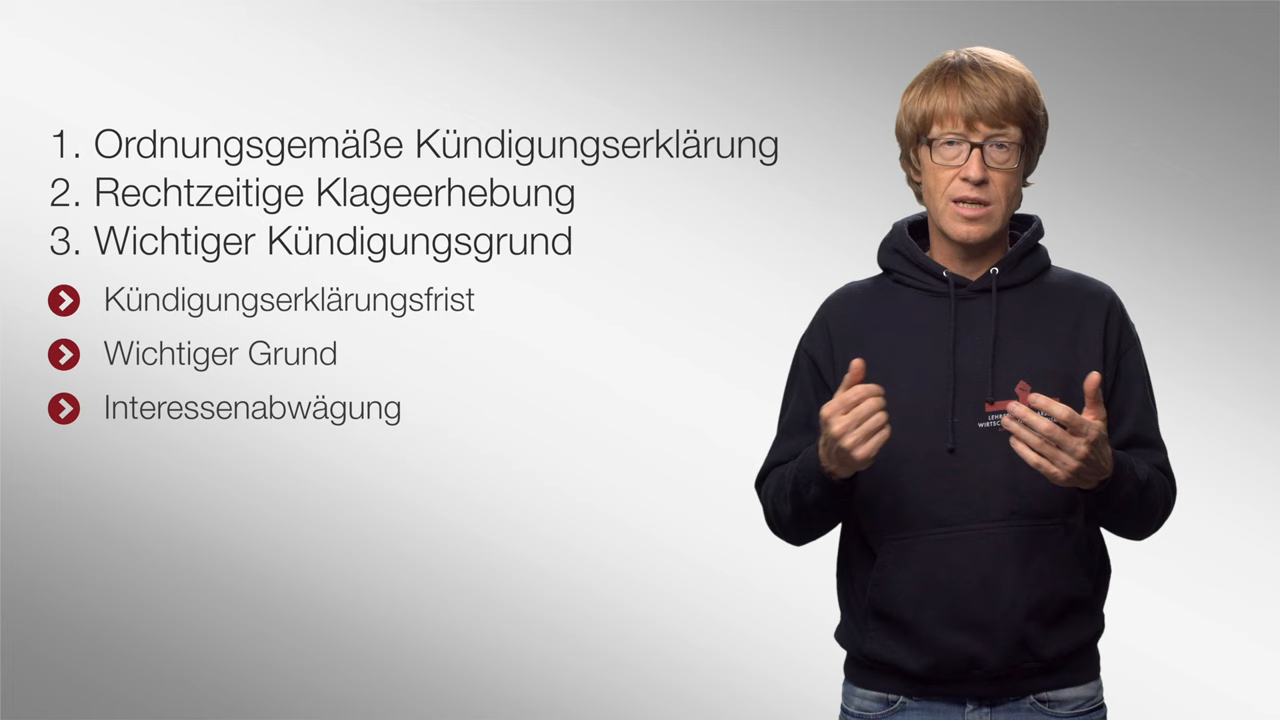 1. Ordnungsgemäße Kündigungserklärung
2. Rechtzeitige Klageerhebung
3. Wichtiger Kündigungsgrund
Kündigungserklärungsfrist
Wichtiger Grund
Interessenabwägung